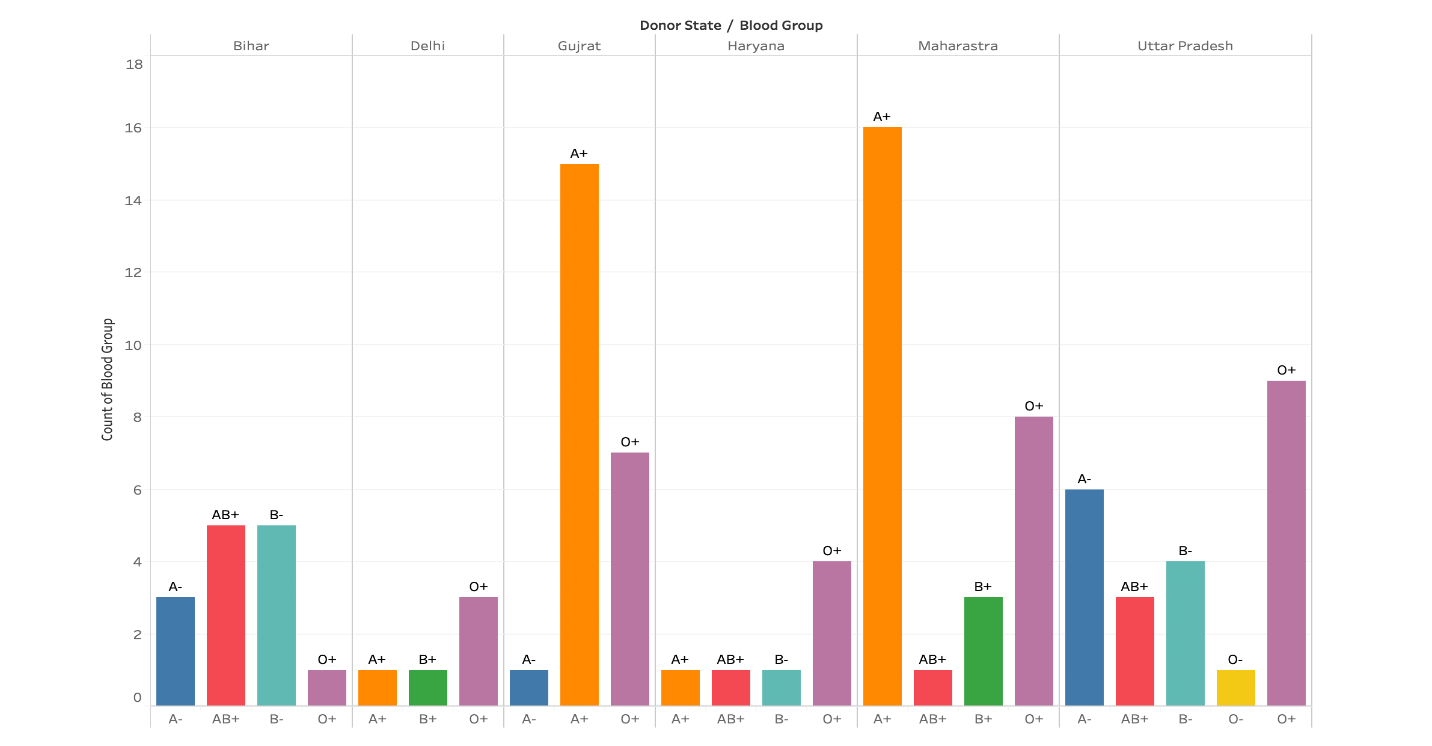 Donor State / Blood Group
Bihar Delhi Gujrat Haryana Maharastra Uttar Pradesh
18
16
14
12
10
8
6
4
2
0
Count of Blood Group
A- AB+ B- O+ A+ B+ O+ A- A+ O+ A+ AB+ B- O+ A+ AB+ B+ O+ A- AB+ B- O- O+
A- AB+ B- O+ A+ B+ O+ A- A+ O+ A+ AB+ B- O+ A+ AB+ B+ O+ A- AB+ B- O- O+